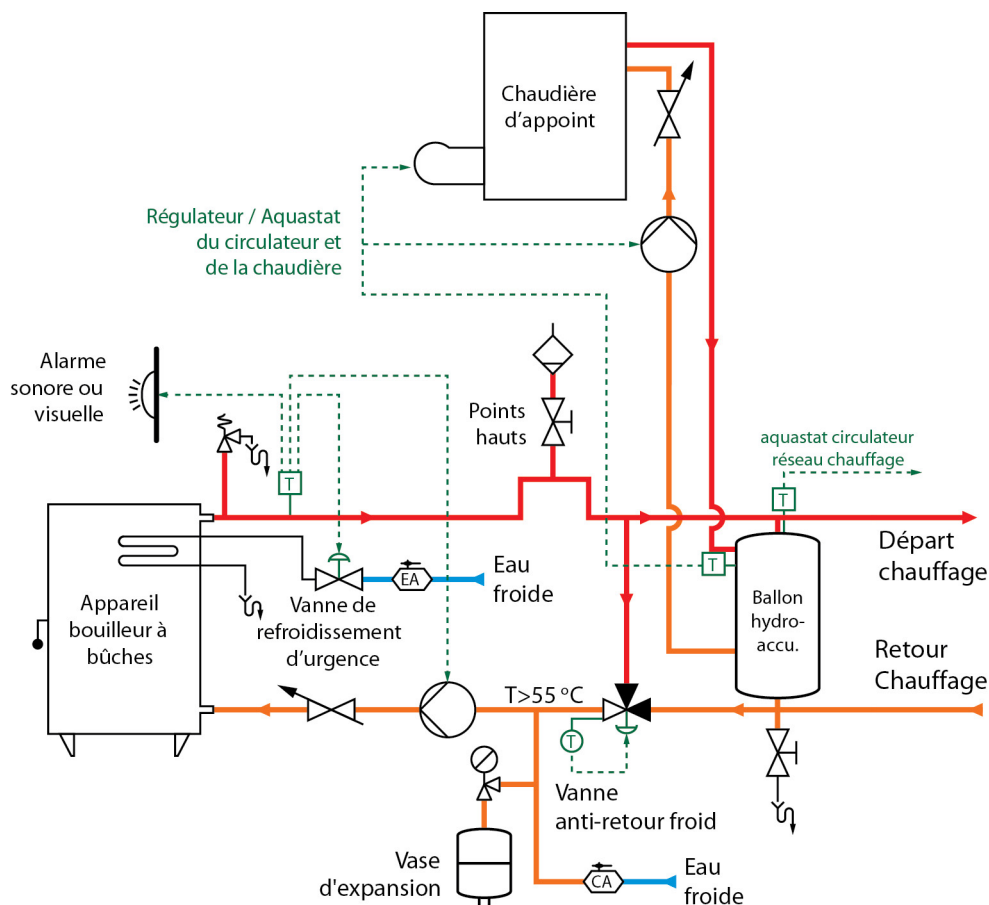 Chaudière
d’appoint
Régulateur / Aquastat
du circulateur et
de la chaudière
Alarme
sonore ou
visuelle
Points
hauts
aquastat circulateur
réseau chauffage
T
T
T
Départ
chauffage
EA
Eau
froide
Vanne de
refroidissement
d’urgence
Appareil
bouilleur à
bûches
Ballon
hydro-
accu.
Retour
Chauffage
T>55 °C
T
Vanne
anti-retour froid
Vase
d'expansion
CA
Eau
froide